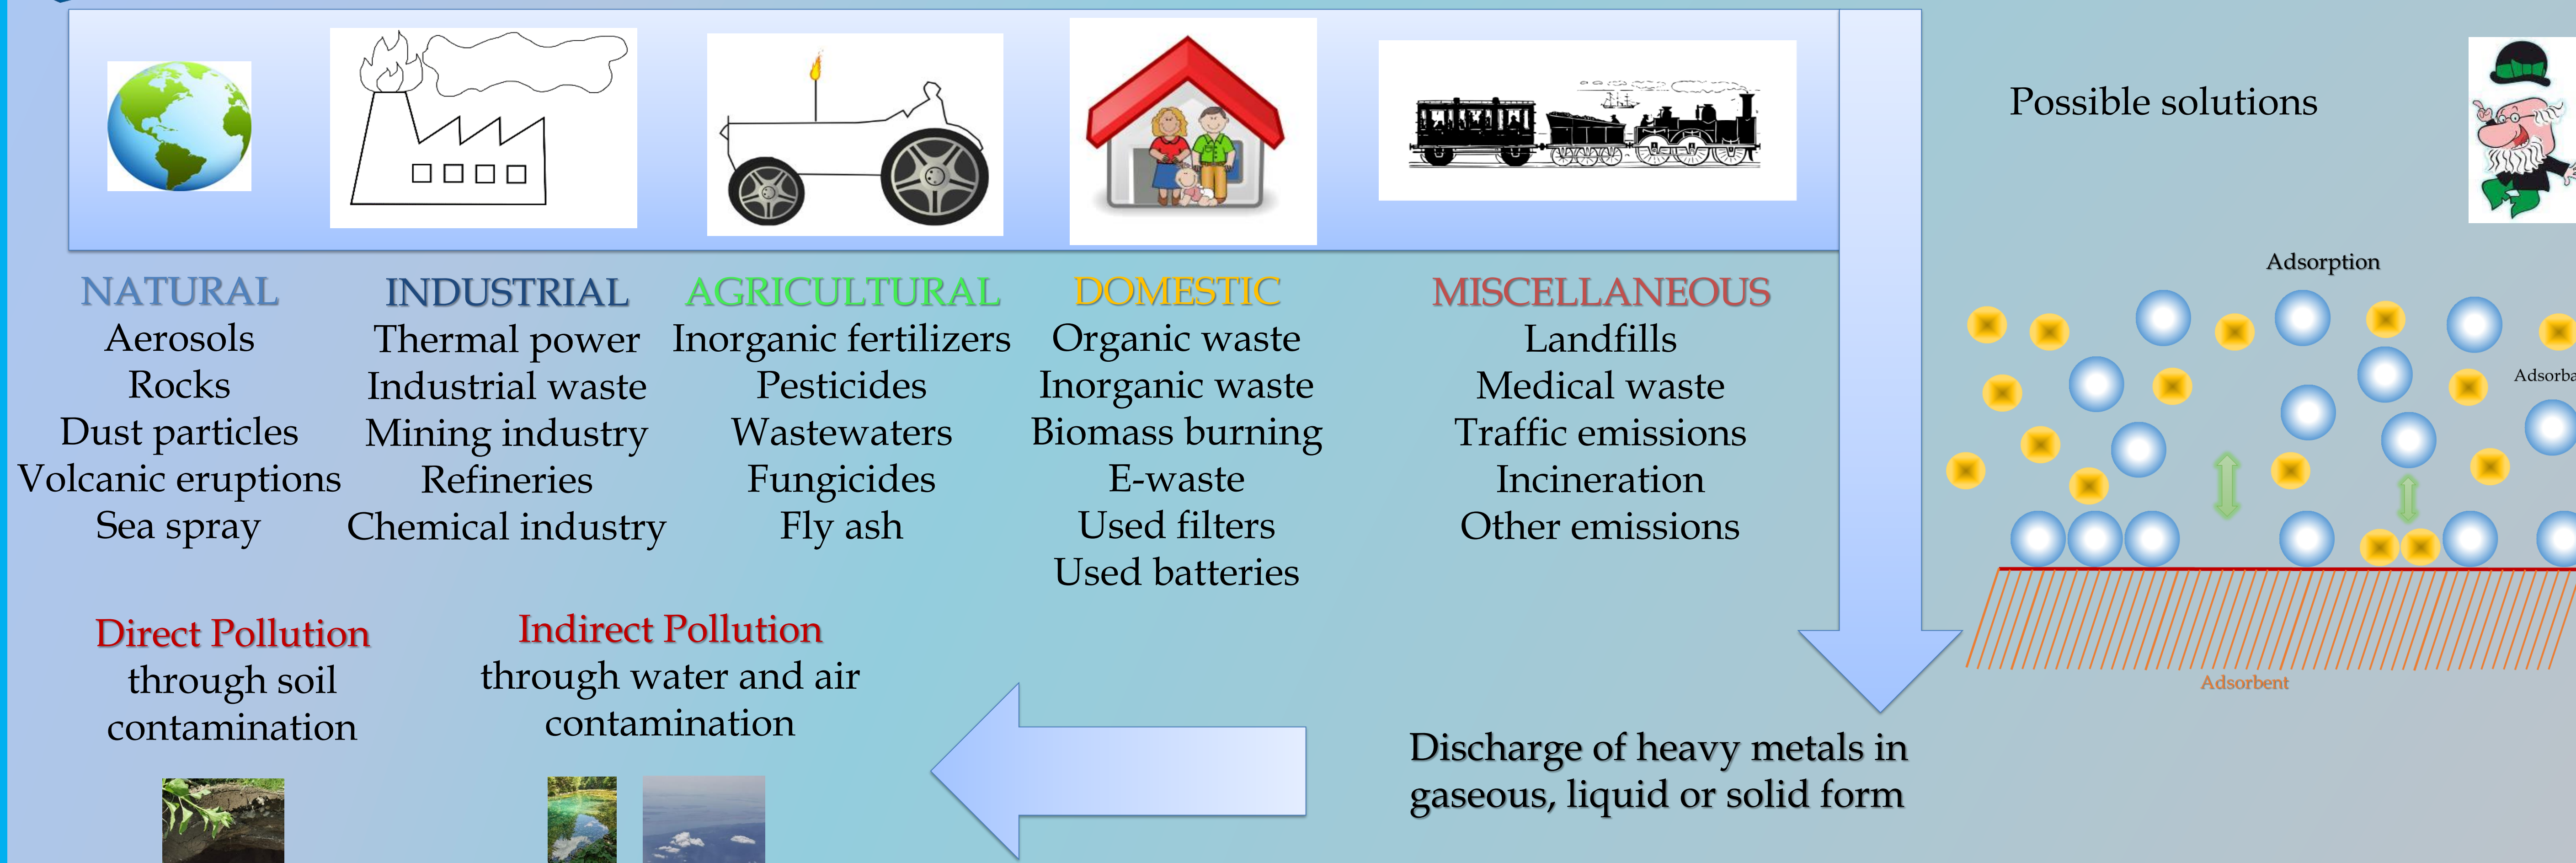 Possible solutions
NATURAL
Aerosols
Rocks
Dust particles
Volcanic eruptions
Sea spray
INDUSTRIAL
Thermal power
Industrial waste
Mining industry
Refineries
Chemical industry
AGRICULTURAL
Inorganic fertilizers
Pesticides
Wastewaters
Fungicides
Fly ash
DOMESTIC
Organic waste
Inorganic waste
Biomass burning
E-waste
Used filters
Used batteries
MISCELLANEOUS
Landfills
Medical waste
Traffic emissions
Incineration
Other emissions
Adsorption
Adsorbent
Discharge of heavy metals in
gaseous, liquid or solid form
Direct Pollution
through soil
contamination
Indirect Pollution
through water and air
contamination